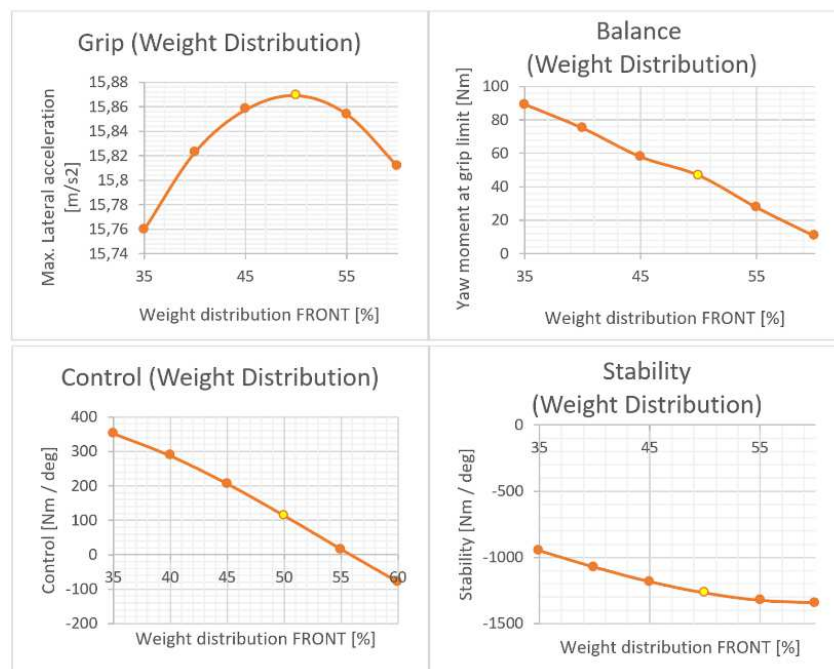 Grip (Weight Distribution)
Max. Lateral acceleration
[m/s2]
15,88
15,86
15,84
15,82
15,8
15,78
15,76
15,74
35
45
55
Weight distribution FRONT [%]
Balance
(Weight Distribution)
Yaw moment at grip limit [Nm]
100
80
60
40
20
0
35
45
55
Weight distribution FRONT [%]
Control (Weight Distribution)
Control [Nm / deg]
400
300
200
100
0
-100
-200
35
40
45
50
55
60
Weight distribution FRONT [%]
Stability
(Weight Distribution)
Stability [Nm / deg]
0
-500
-1000
-1500
35
45
55
Weight distribution FRONT [%]